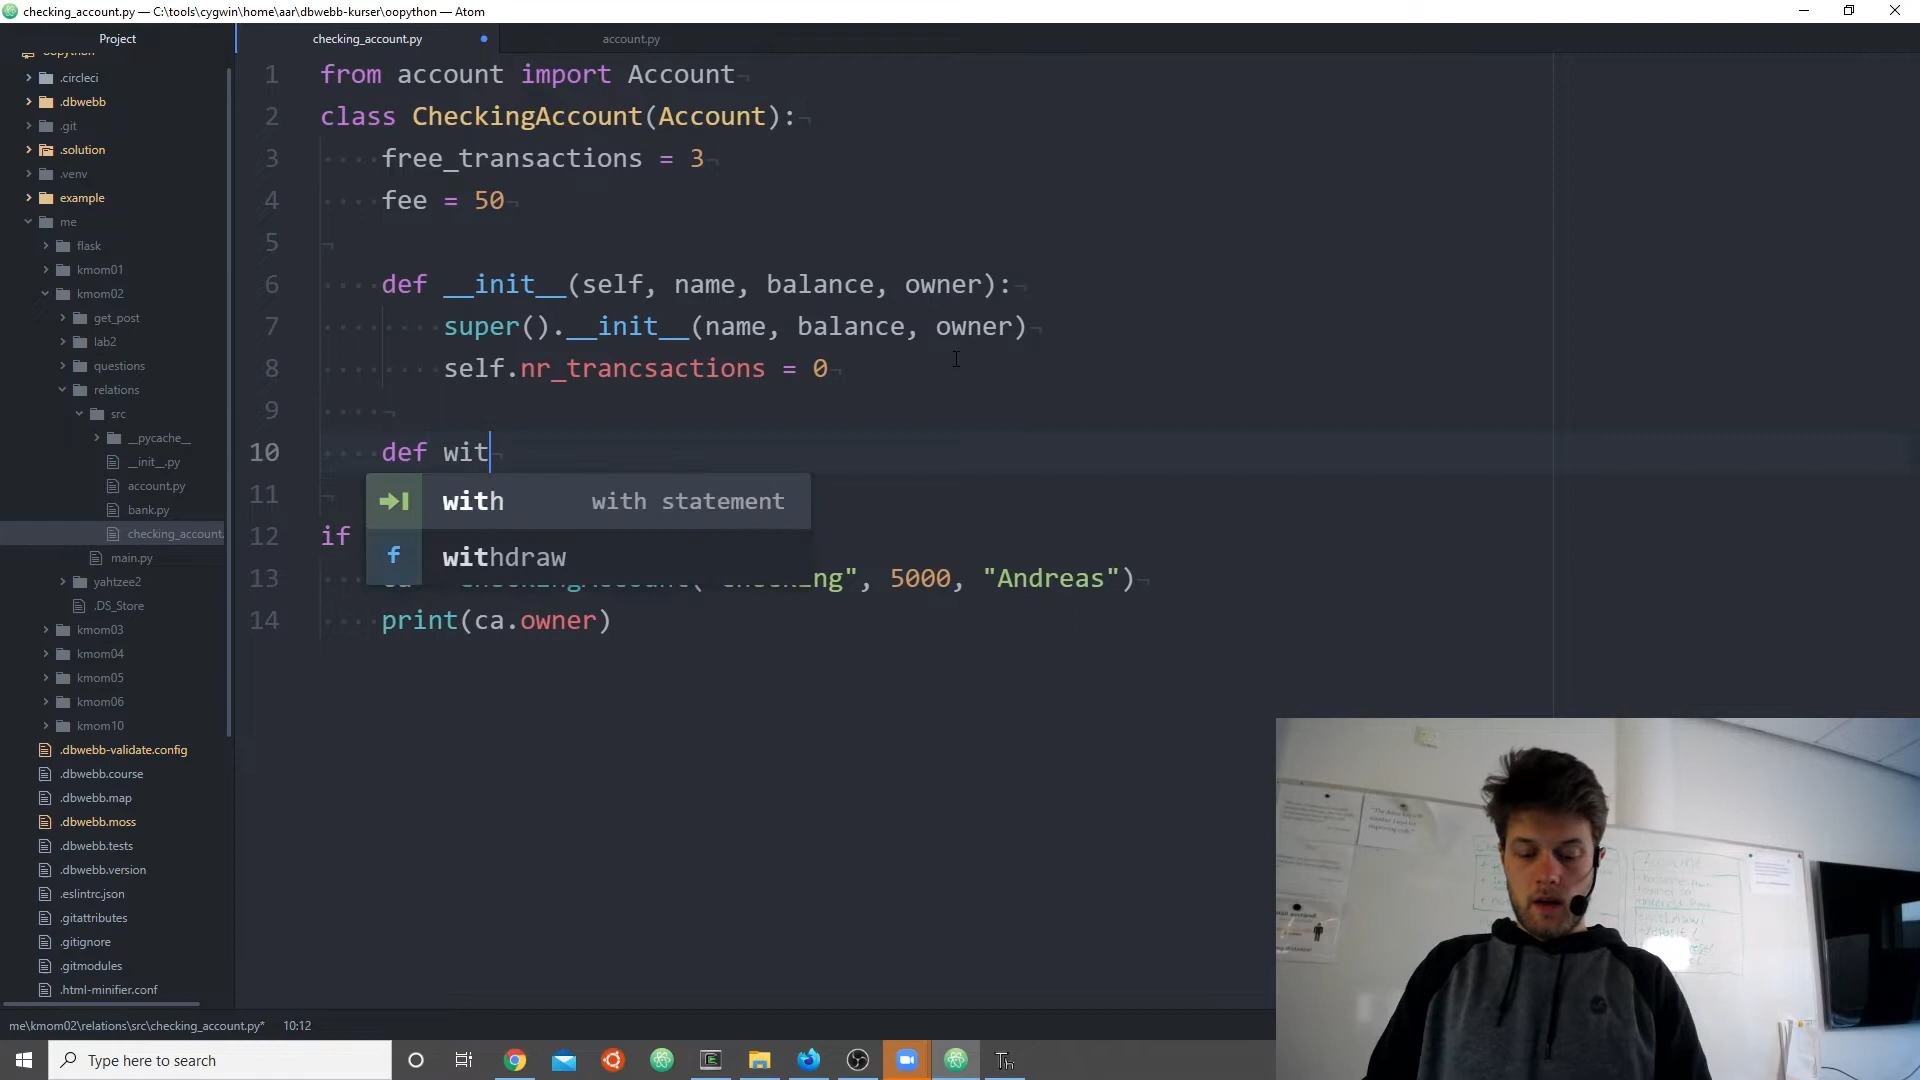 checking_account.py — C:\tools\cygwin\home\aar\dbwebb-kurser\oopython — Atom
Project
checking_account.py
account.py
oopython
.circleci
.dbwebb
.git
.solution
.venv
example
me
flask
kmom01
kmom02
get_post
lab2
questions
relations
src
__pycache__
__init__.py
account.py
bank.py
checking_account.
main.py
yahtzee2
.DS_Store
kmom03
kmom04
kmom05
kmom06
kmom10
.dbwebb-validate.config
.dbwebb.course
.dbwebb.map
.dbwebb.moss
.dbwebb.tests
.dbwebb.version
.eslintrc.json
.gitattributes
.gitignore
.gitmodules
.html-minifier.conf
1 from account import Account
2 class CheckingAccount(Account):
3 free_transactions = 3
4 fee = 50
5
6 def __init__(self, name, balance, owner):
7 super().__init__(name, balance, owner)
8 self.nr_trancsactions = 0
9
10 def wit
with with statement
f withdraw
11
12 if
13 ng", 5000, "Andreas")
14 print(ca.owner)
me\kmom02\relations\src\checking_account.py* 10:12
Type here to search
Th